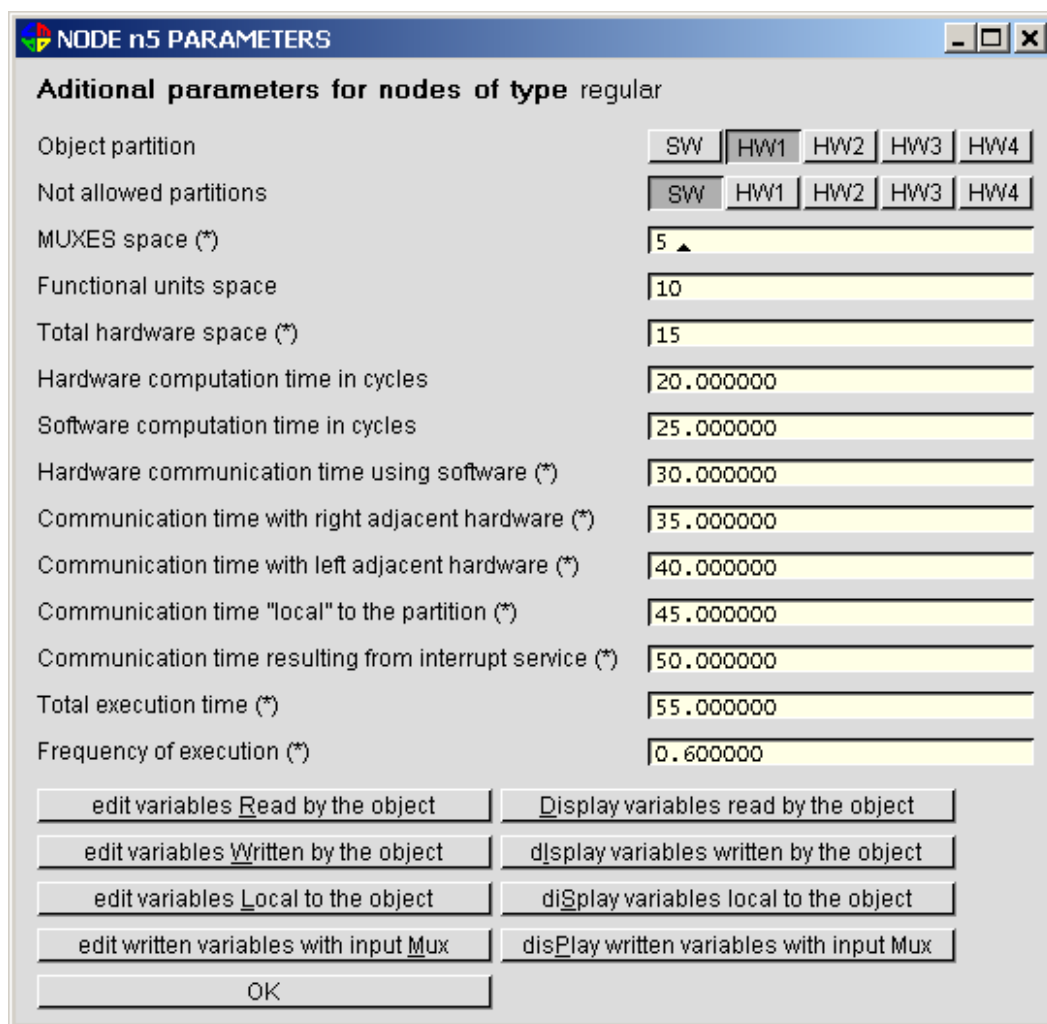 NODE n5 PARAMETERS
Aditional parameters for nodes of type regular
Object partition SW HW1 HW2 HW3 HW4
Not allowed partitions SW HW1 HW2 HW3 HW4
MUXES space (*) 5
Functional units space 10
Total hardware space (*) 15
Hardware computation time in cycles 20.000000
Software computation time in cycles 25.000000
Hardware communication time using software (*) 30.000000
Communication time with right adjacent hardware (*) 35.000000
Communication time with left adjacent hardware (*) 40.000000
Communication time "local" to the partition (*) 45.000000
Communication time resulting from interrupt service (*) 50.000000
Total execution time (*) 55.000000
Frequency of execution (*) 0.600000
edit variables Read by the object Display variables read by the object
edit variables Written by the object dIsplay variables written by the object
edit variables Local to the object diSplay variables local to the object
edit written variables with input Mux disPlay written variables with input Mux
OK